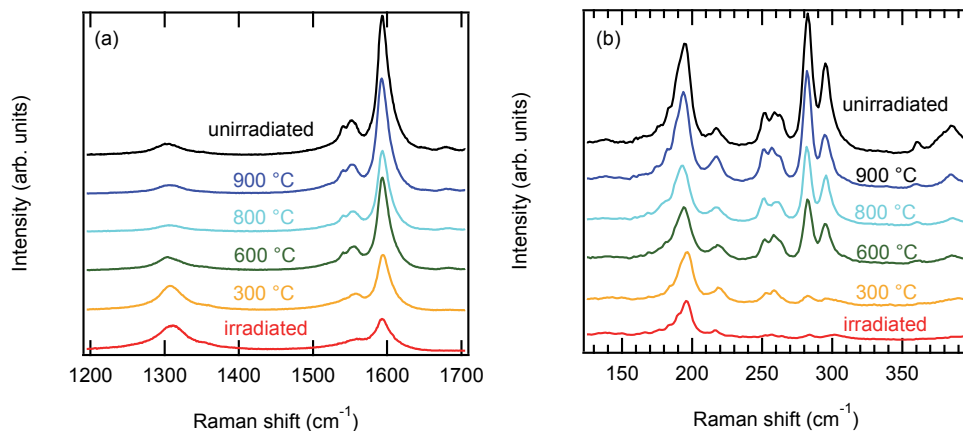 (a)
unirradiated
900 °C
800 °C
600 °C
300 °C
irradiated
Intensity (arb. units)
1200 1300 1400 1500 1600 1700
Raman shift (cm⁻¹)
(b)
unirradiated
900 °C
800 °C
600 °C
300 °C
irradiated
Intensity (arb. units)
150 200 250 300 350
Raman shift (cm⁻¹)